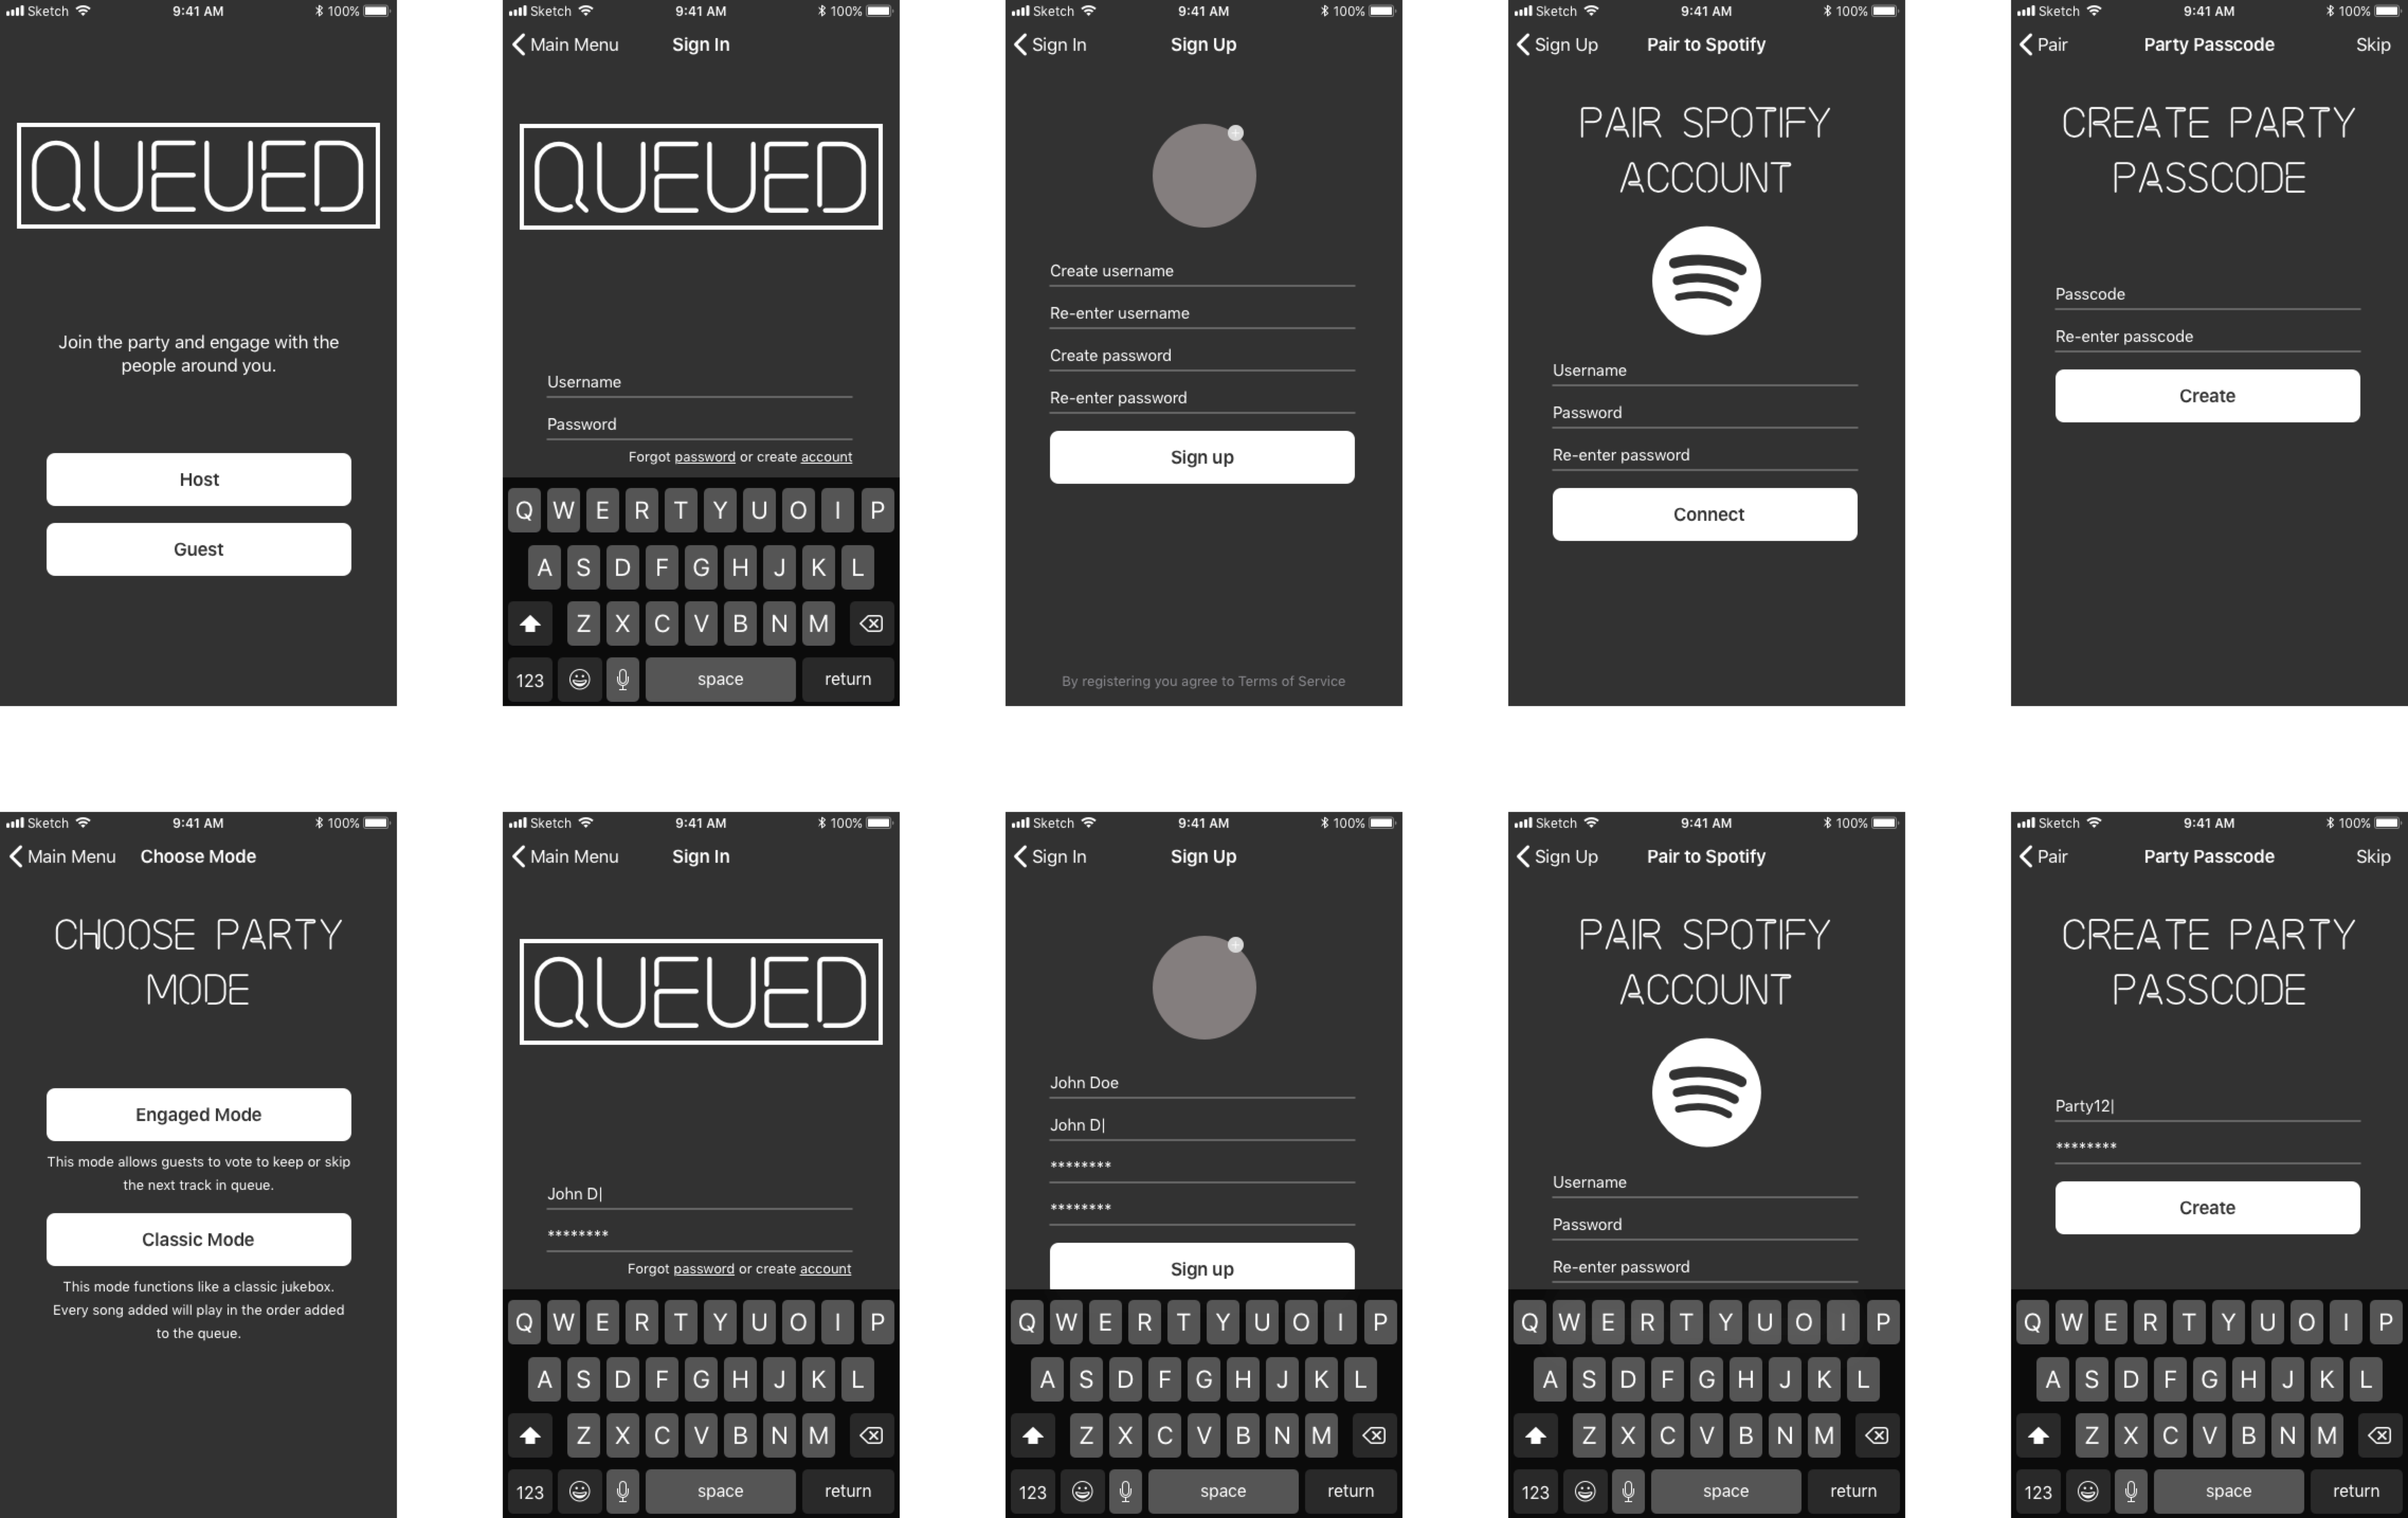 Sketch 9:41 AM 100%
QUEUED
Join the party and engage with the
people around you.
Host
Guest
Sketch 9:41 AM 100%
Main Menu Sign In
QUEUED
Username
Password
Forgot password or create account
Q W E R T Y U O I P
A S D F G H J K L
Z X C V B N M
123 space return
Sketch 9:41 AM 100%
Sign In Sign Up
Create username
Re-enter username
Create password
Re-enter password
Sign up
By registering you agree to Terms of Service
Sketch 9:41 AM 100%
Sign Up Pair to Spotify
PAIR SPOTIFY
ACCOUNT
Username
Password
Re-enter password
Connect
Sketch 9:41 AM 100%
Pair Party Passcode Skip
CREATE PARTY
PASSCODE
Passcode
Re-enter passcode
Create
Sketch 9:41 AM 100%
Main Menu Choose Mode
CHOOSE PARTY
MODE
Engaged Mode
This mode allows guests to vote to keep or skip
the next track in queue.
Classic Mode
This mode functions like a classic jukebox.
Every song added will play in the order added
to the queue.
Sketch 9:41 AM 100%
Main Menu Sign In
QUEUED
John D|
********
Forgot password or create account
Q W E R T Y U O I P
A S D F G H J K L
Z X C V B N M
123 space return
Sketch 9:41 AM 100%
Sign In Sign Up
John Doe
John D|
********
********
Sign up
Q W E R T Y U O I P
A S D F G H J K L
Z X C V B N M
123 space return
Sketch 9:41 AM 100%
Sign Up Pair to Spotify
PAIR SPOTIFY
ACCOUNT
Username
Password
Re-enter password
Q W E R T Y U O I P
A S D F G H J K L
Z X C V B N M
123 space return
Sketch 9:41 AM 100%
Pair Party Passcode Skip
CREATE PARTY
PASSCODE
Party12|
********
Create
Q W E R T Y U O I P
A S D F G H J K L
Z X C V B N M
123 space return